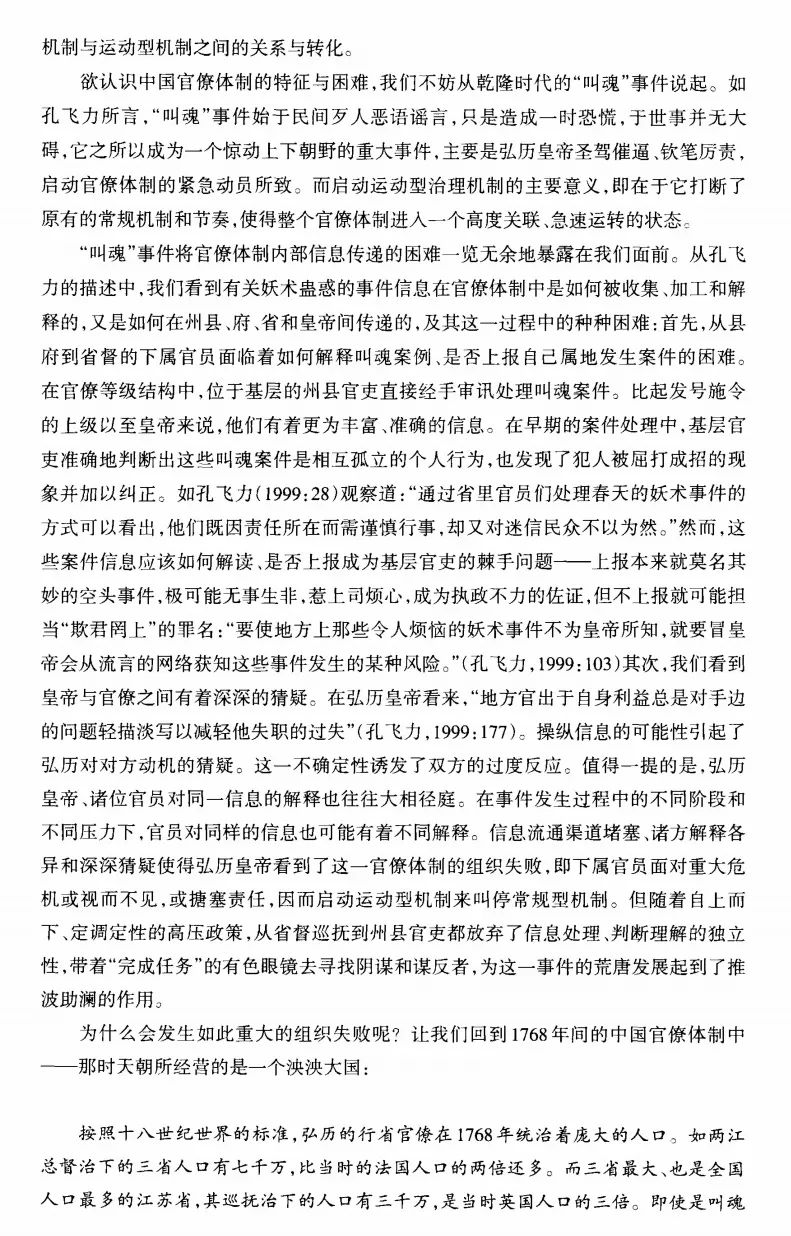 机制与运动型机制之间的关系与转化。
欲认识中国官僚体制的特征与困难,我们不妨从乾隆时代的“叫魂”事件说起。如
孔飞力所言,“叫魂”事件始于民间歹人恶语谣言,只是造成一时恐慌,于世事并无大
碍,它之所以成为一个惊动上下朝野的重大事件,主要是弘历皇帝圣驾催逼、钦笔厉责,
启动官僚体制的紧急动员所致。而启动运动型治理机制的主要意义,即在于它打断了
原有的常规机制和节奏,使得整个官僚体制进入一个高度关联、急速运转的状态。
“叫魂”事件将官僚体制内部信息传递的困难一览无余地暴露在我们面前。从孔飞
力的描述中,我们看到有关妖术蛊惑的事件信息在官僚体制中是如何被收集、加工和解
释的,又是如何在州县、府、省和皇帝间传递的,及其这一过程中的种种困难:首先,从县
府到省督的下属官员面临着如何解释叫魂案例、是否上报自己属地发生案件的困难。
在官僚等级结构中,位于基层的州县官吏直接经手审讯处理叫魂案件。比起发号施令
的上级以至皇帝来说,他们有着更为丰富、准确的信息。在早期的案件处理中,基层官
吏准确地判断出这些叫魂案件是相互孤立的个人行为,也发现了犯人被屈打成招的现
象并加以纠正。如孔飞力(1999:28)观察道:“通过省里官员们处理春天的妖术事件的
方式可以看出,他们既因责任所在而需谨慎行事,却又对迷信民众不以为然。”然而,这
些案件信息应该如何解读、是否上报成为基层官吏的棘手问题——上报本来就莫名其
妙的空头事件,极可能无事生非,惹上司烦心,成为执政不力的佐证,但不上报就可能担
当“欺君罔上”的罪名:“要使地方上那些令人烦恼的妖术事件不为皇帝所知,就要冒皇
帝会从流言的网络获知这些事件发生的某种风险。”(孔飞力,1999:103)其次,我们看到
皇帝与官僚之间有着深深的猜疑。在弘历皇帝看来,“地方官出于自身利益总是对手边
的问题轻描淡写以减轻他失职的过失”(孔飞力,1999:177)。操纵信息的可能性引起了
弘历对对方动机的猜疑。这一不确定性诱发了双方的过度反应。值得一提的是,弘历
皇帝、诸位官员对同一信息的解释也往往大相径庭。在事件发生过程中的不同阶段和
不同压力下,官员对同样的信息也可能有着不同解释。信息流通渠道堵塞、诸方解释各
异和深深猜疑使得弘历皇帝看到了这一官僚体制的组织失败,即下属官员面对重大危
机或视而不见,或搪塞责任,因而启动运动型机制来叫停常规型机制。但随着自上而
下、定调定性的高压政策,从省督巡抚到州县官吏都放弃了信息处理、判断理解的独立
性,带着“完成任务”的有色眼镜去寻找阴谋和谋反者,为这一事件的荒唐发展起到了推
波助澜的作用。
为什么会发生如此重大的组织失败呢?让我们回到1768年间的中国官僚体制中
——那时天朝所经营的是一个泱泱大国:
按照十八世纪世界的标准,弘历的行省官僚在1768年统治着庞大的人口。如两江
总督治下的三省人口有七千万,比当时的法国人口的两倍还多。而三省最大、也是全国
人口最多的江苏省,其巡抚治下的人口有三千万,是当时英国人口的三倍。即使是叫魂